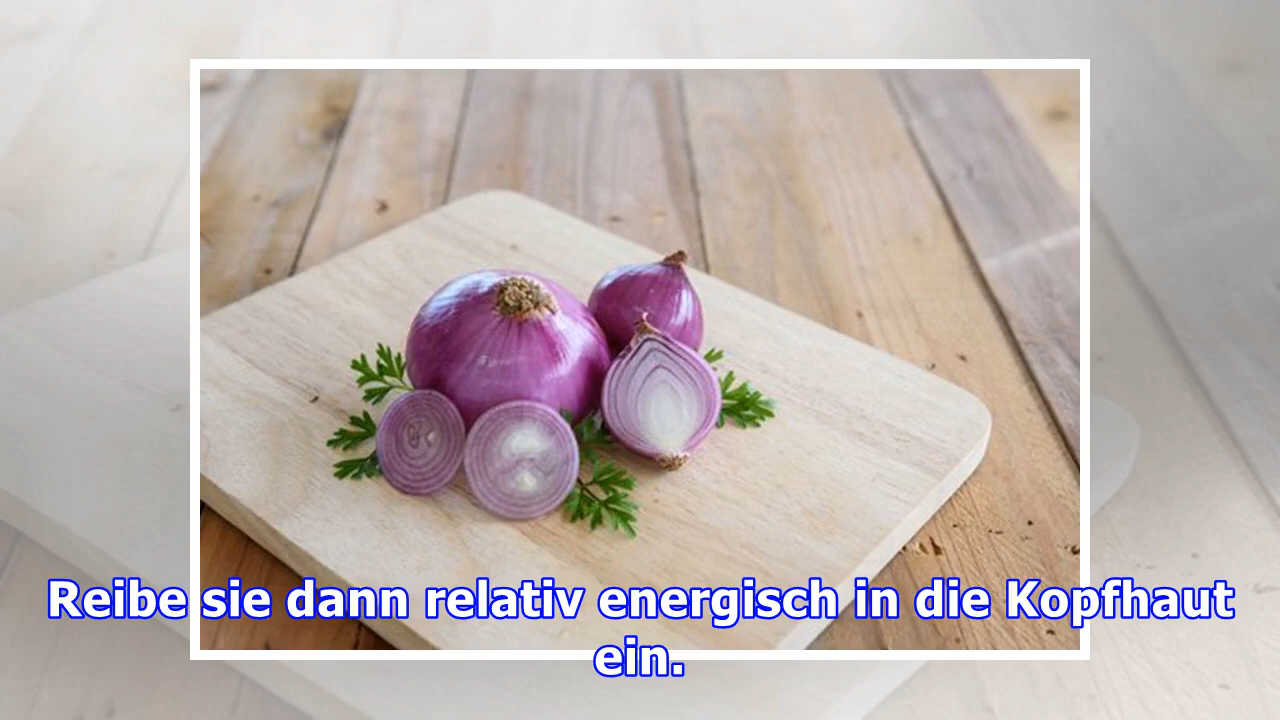 Reibe sie dann relativ energisch in die Kopfhaut
ein.